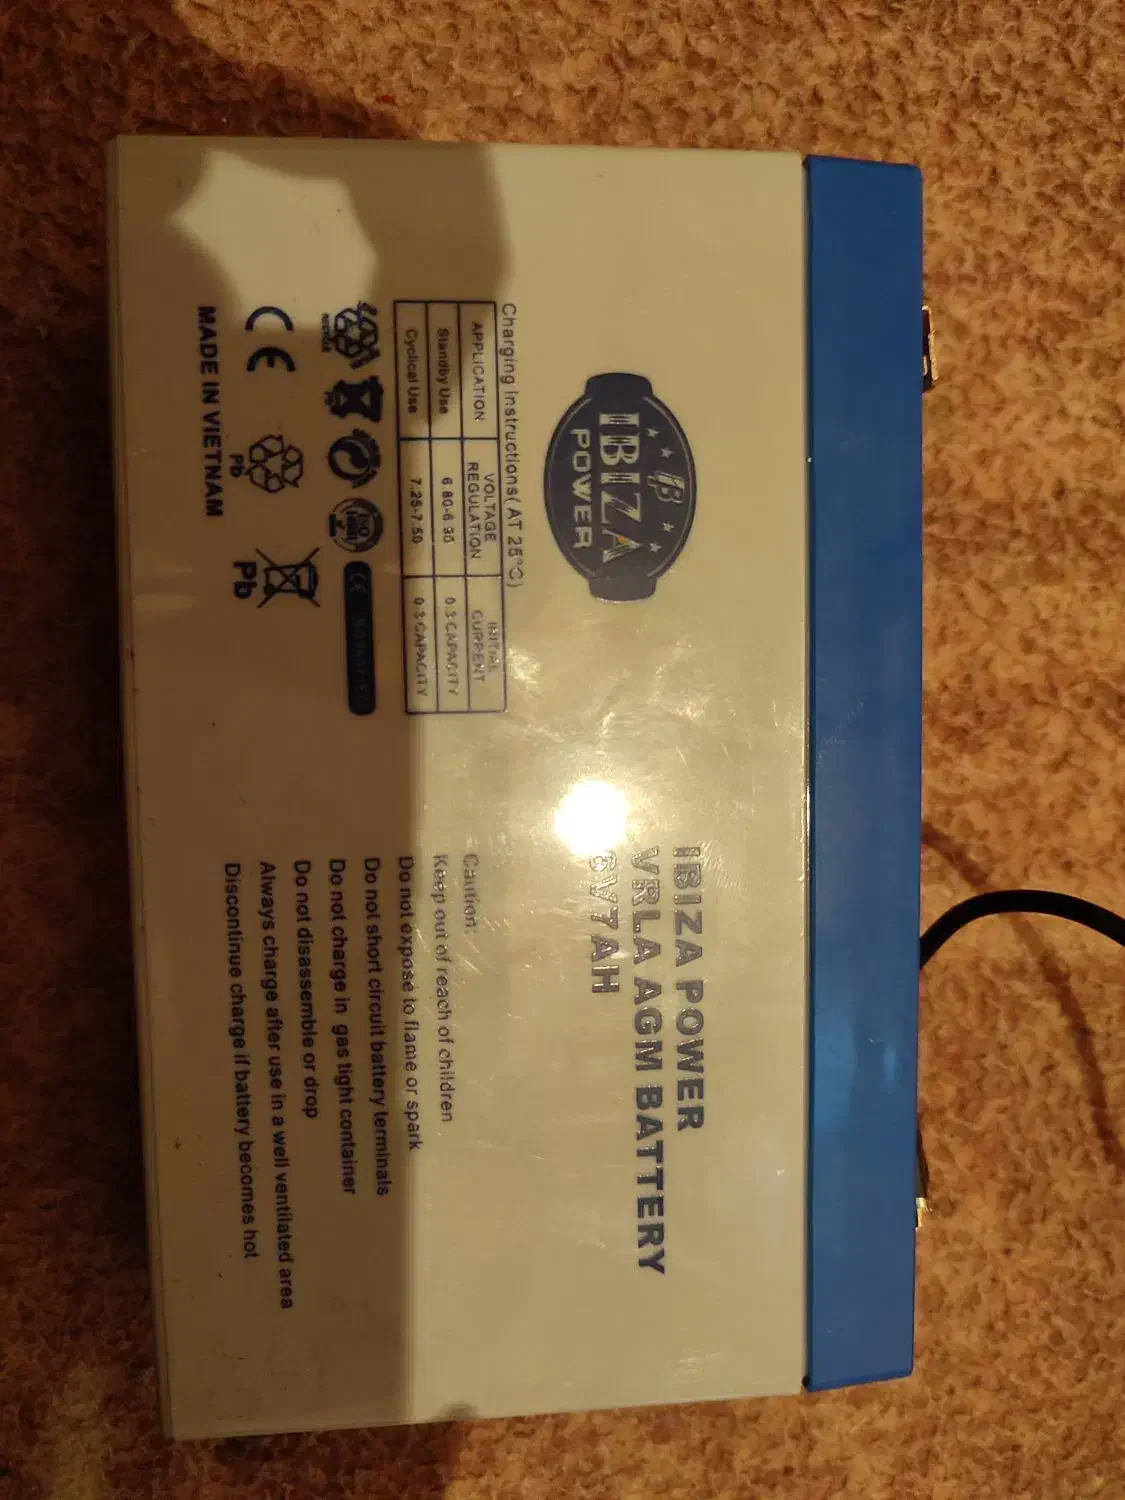 IBIZA
POWER
IBIZA POWER
VRLA AGM BATTERY
6V7AH
Charging Instructions( AT 25°C)
APPLICATION VOLTAGE REGULATION INITIAL CURRENT
Standby Use 6.80-6.90 0.3 CAPACITY
Cyclical Use 7.25-7.50 0.3 CAPACITY
RECYCLE
Pb
ISO
CE
Pb
Pb
MADE IN VIETNAM
Caution:
Keep out of reach of children
Do not expose to flame or spark
Do not short circuit battery terminals
Do not charge in gas tight container
Do not disassemble or drop
Always charge after use in a well ventilated area
Discontinue charge if battery becomes hot